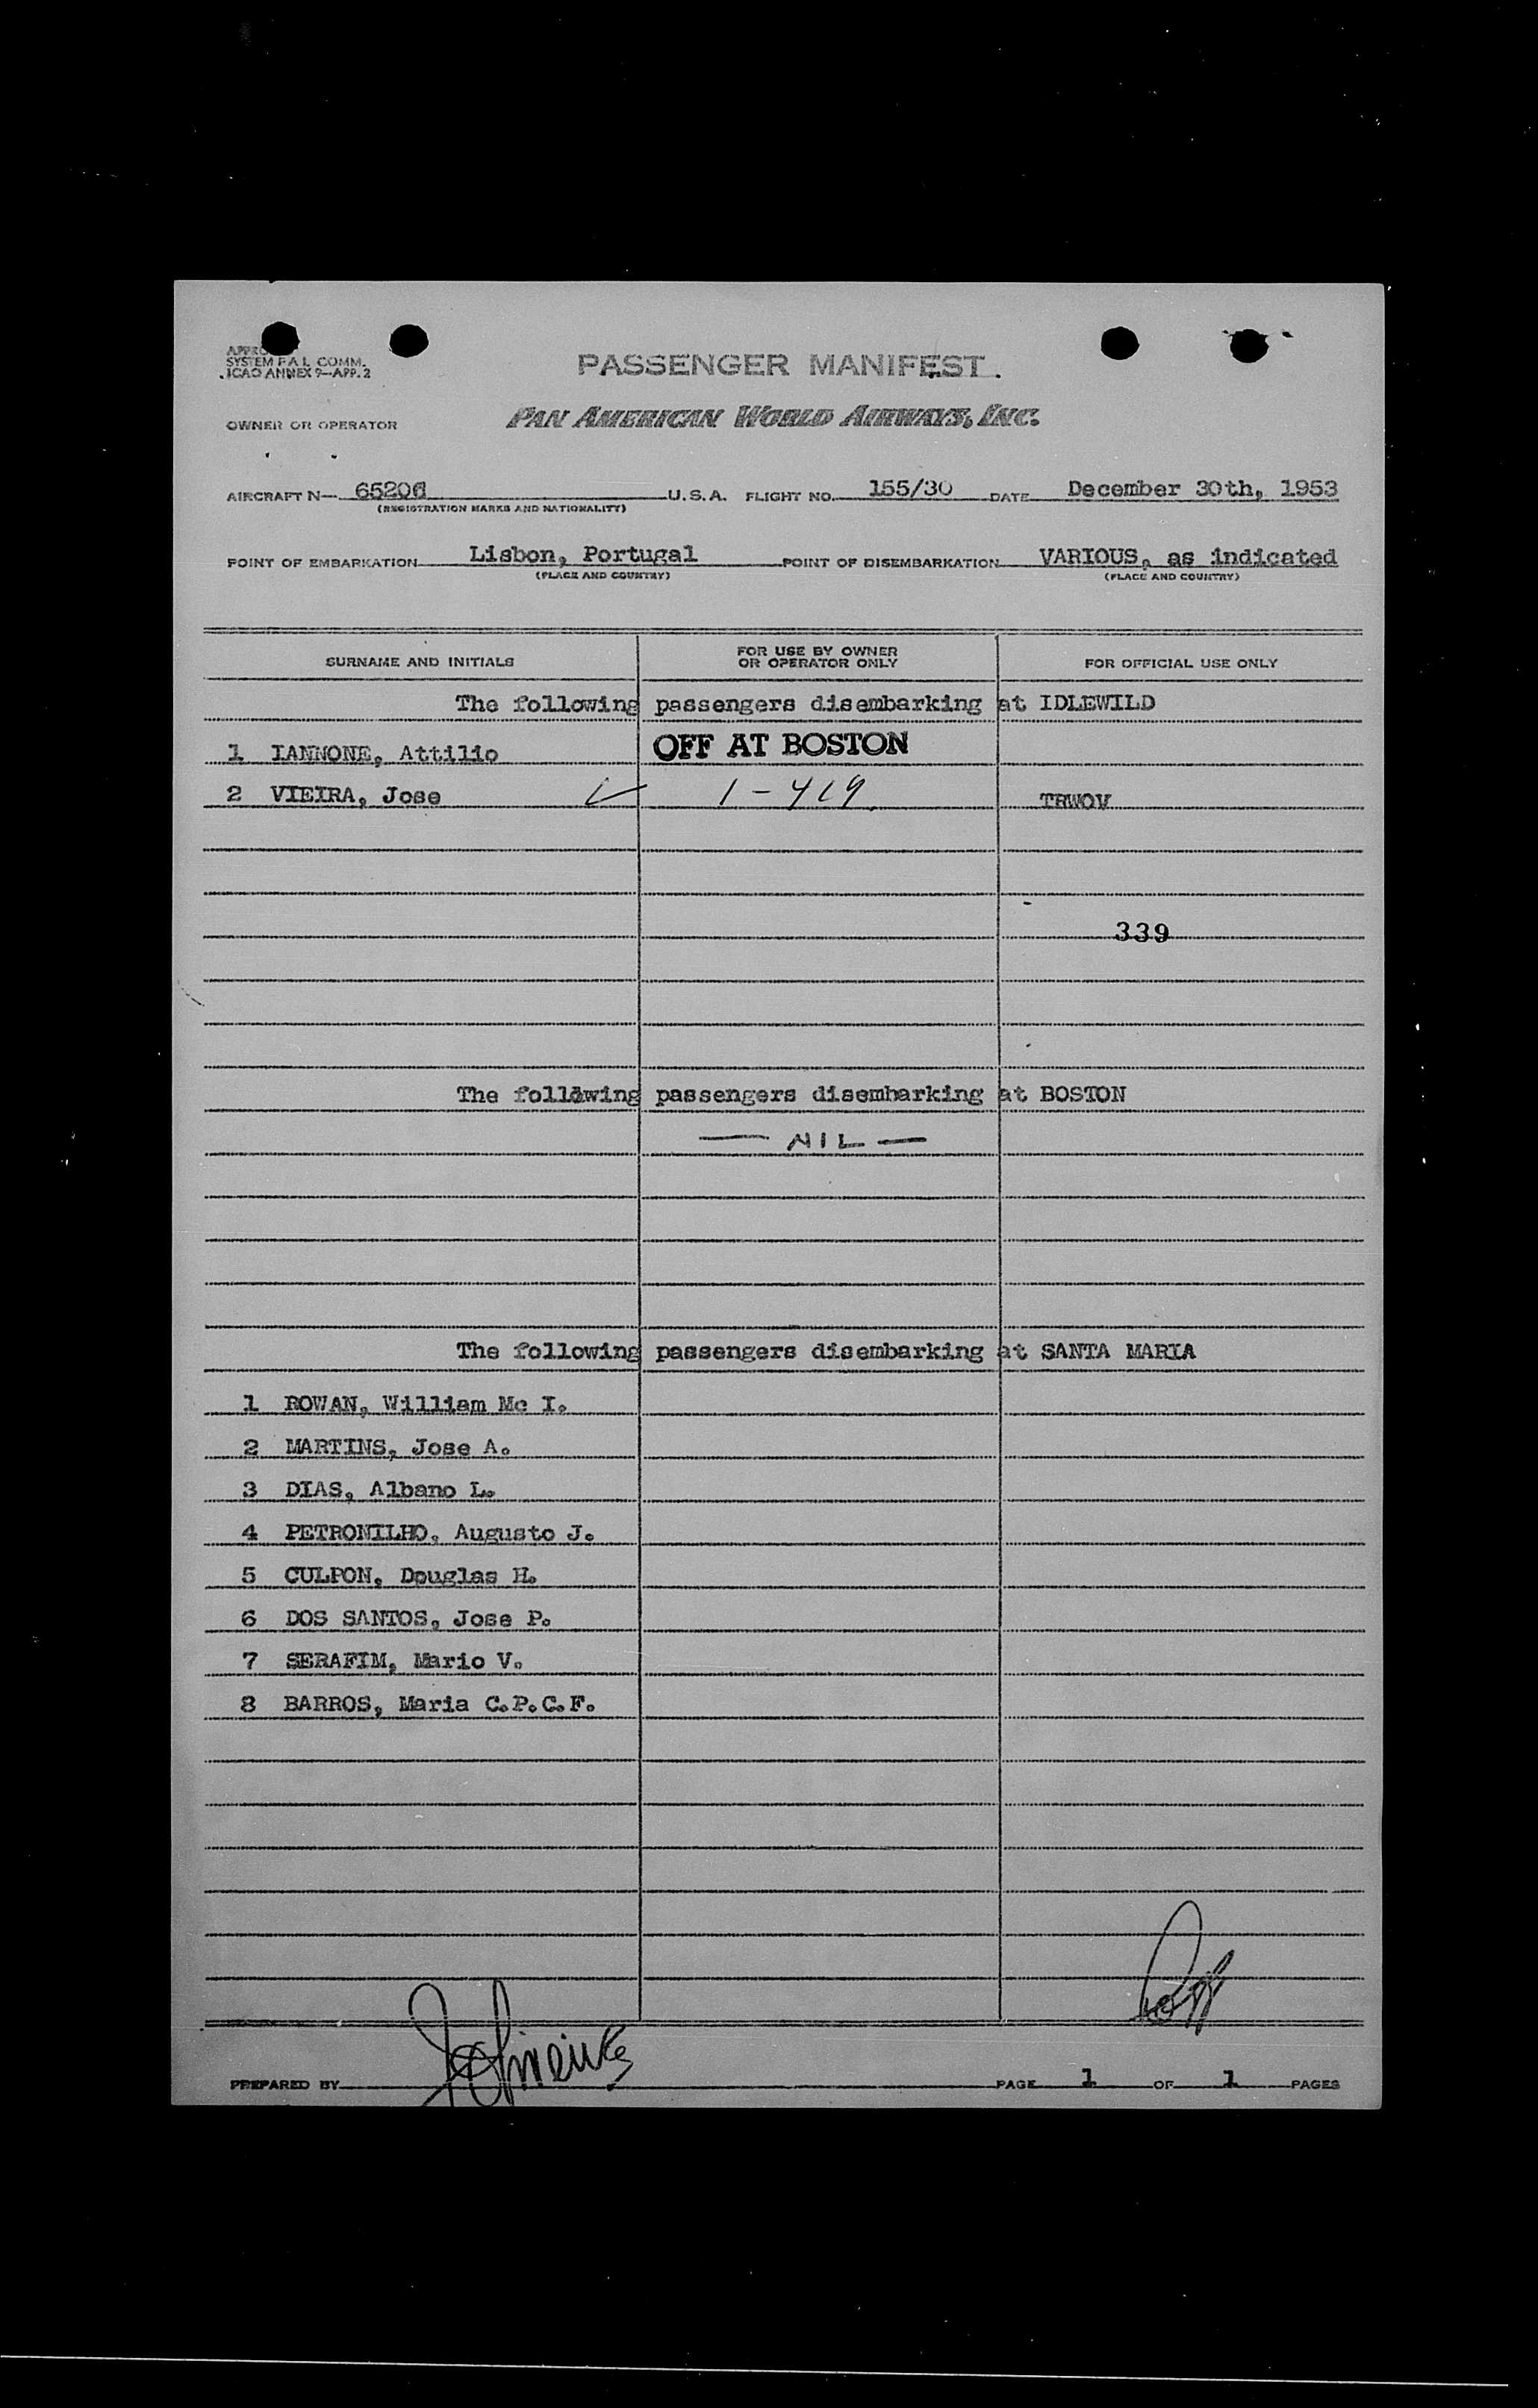 SYSTEM F A L COMM.
ICAO ANNEX 9—APP. 2
PASSENGER MANIFEST
OWNER OR OPERATOR PAN AMERICAN WORLD AIRWAYS, INC.
AIRCRAFT N— 65206 U.S.A. FLIGHT NO. 155/30 DATE December 30th, 1953
(REGISTRATION MARKS AND NATIONALITY)
POINT OF EMBARKATION Lisbon, Portugal POINT OF DISEMBARKATION VARIOUS, as indicated
(PLACE AND COUNTRY) (PLACE AND COUNTRY)
SURNAME AND INITIALS FOR USE BY OWNER OR OPERATOR ONLY FOR OFFICIAL USE ONLY
The following passengers disembarking at IDLEWILD
1 IANNONE, Attilio OFF AT BOSTON
2 VIEIRA, Jose 1-419 TRWOV
339
The following passengers disembarking at BOSTON
— NIL —
The following passengers disembarking at SANTA MARIA
1 ROWAN, William Mc I.
2 MARTINS, Jose A.
3 DIAS, Albano L.
4 PETRONILHO, Augusto J.
5 CULPON, Douglas H.
6 DOS SANTOS, Jose P.
7 SERAFIM, Mario V.
8 BARROS, Maria C.P.C.F.
PREPARED BY PAGE 1 OF 1 PAGES